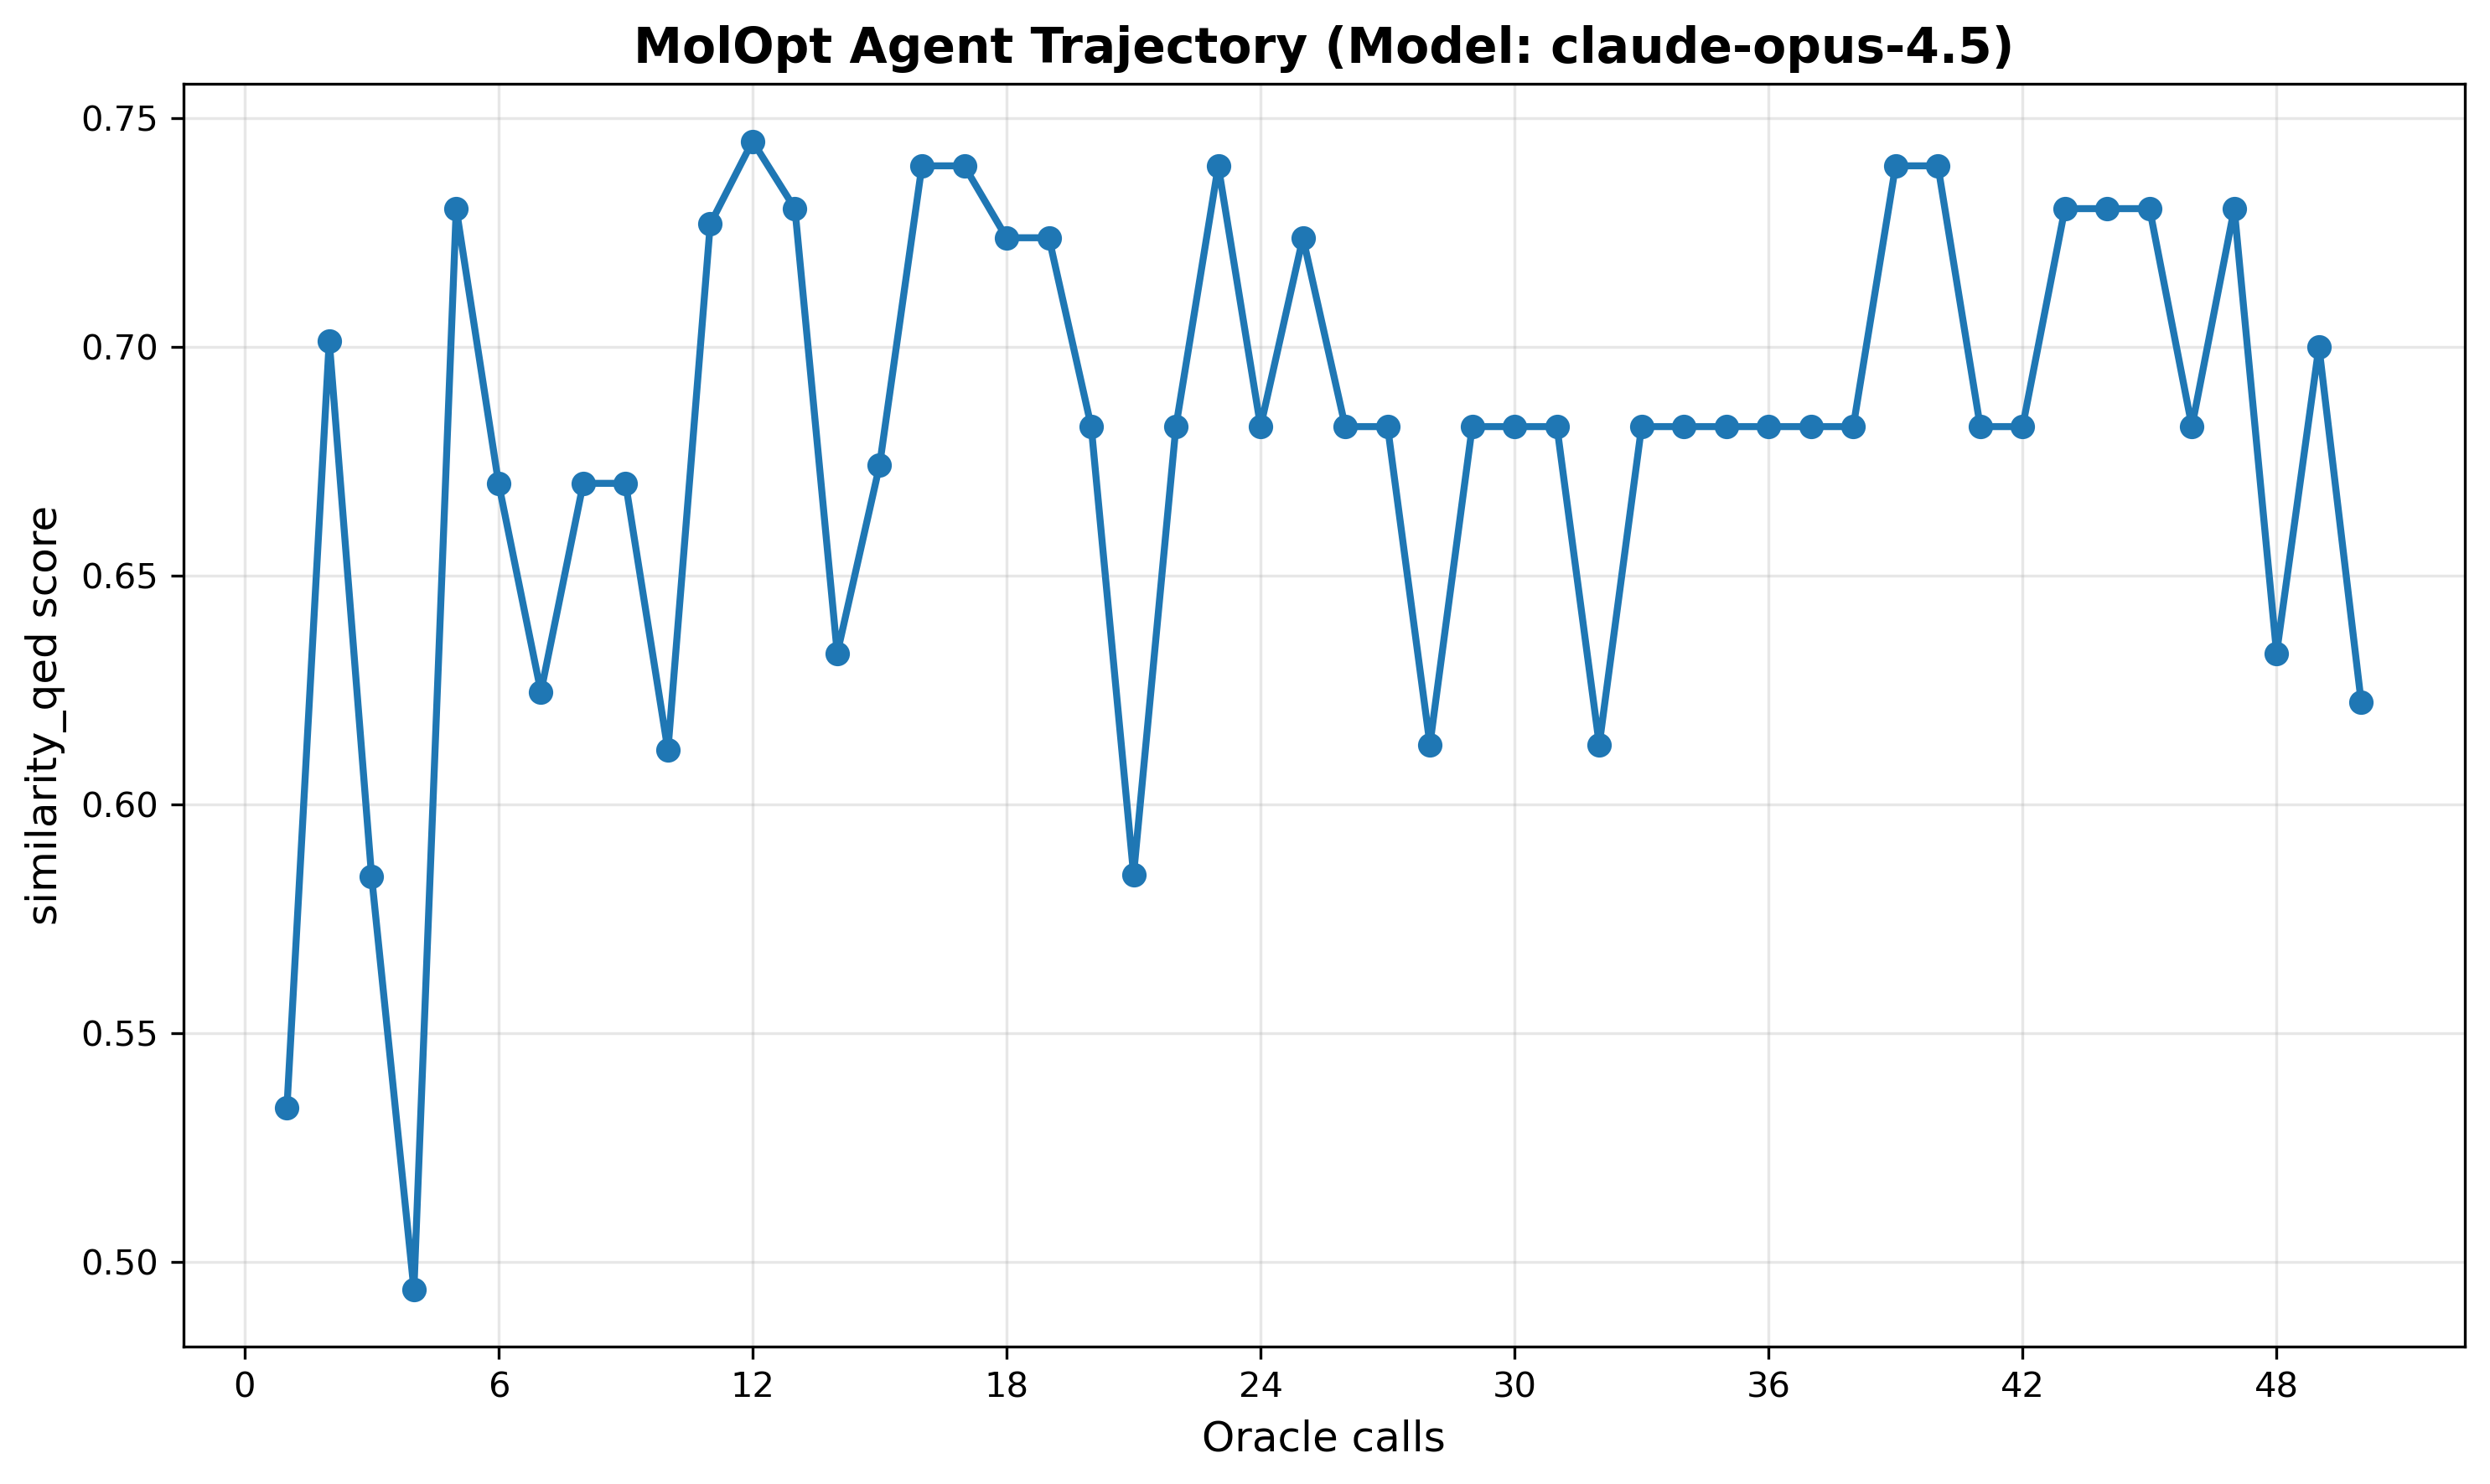 MolOpt Agent Trajectory (Model: claude-opus-4.5)
similarity_qed score
0.75
0.70
0.65
0.60
0.55
0.50
0 6 12 18 24 30 36 42 48
Oracle calls